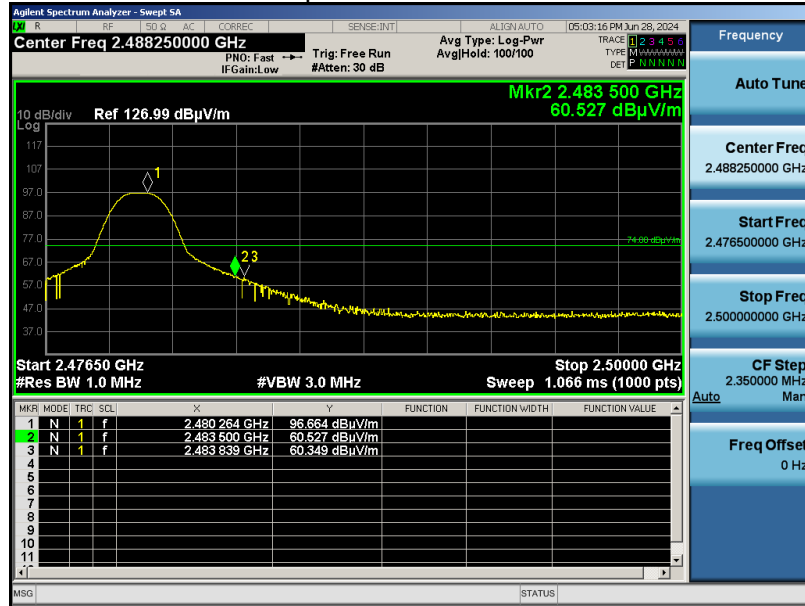 Agilent Spectrum Analyzer - Swept SA
LXI R RF 50 Ω AC CORREC SENSE:INT ALIGN AUTO 05:03:16 PM Jun 28, 2024
Center Freq 2.488250000 GHz
PNO: Fast
IFGain:Low
Trig: Free Run
#Atten: 30 dB
Avg Type: Log-Pwr
Avg|Hold: 100/100
TRACE 1 2 3 4 5 6
TYPE M
DET P N N N N N
Mkr2 2.483 500 GHz
60.527 dBµV/m
10 dB/div Ref 126.99 dBµV/m
Log
117
107
97.0
87.0
77.0
67.0
57.0
47.0
37.0
1
2 3
74.00 dBµV/m
Start 2.47650 GHz Stop 2.50000 GHz
#Res BW 1.0 MHz #VBW 3.0 MHz Sweep 1.066 ms (1000 pts)
MKR MODE TRC SCL X Y FUNCTION FUNCTION WIDTH FUNCTION VALUE
1 N 1 f 2.480 264 GHz 96.664 dBµV/m
2 N 1 f 2.483 500 GHz 60.527 dBµV/m
3 N 1 f 2.483 839 GHz 60.349 dBµV/m
4
5
6
7
8
9
10
11
MSG STATUS
Frequency
Auto Tune
Center Freq
2.488250000 GHz
Start Freq
2.476500000 GHz
Stop Freq
2.500000000 GHz
CF Step
2.350000 MHz
Auto Man
Freq Offset
0 Hz